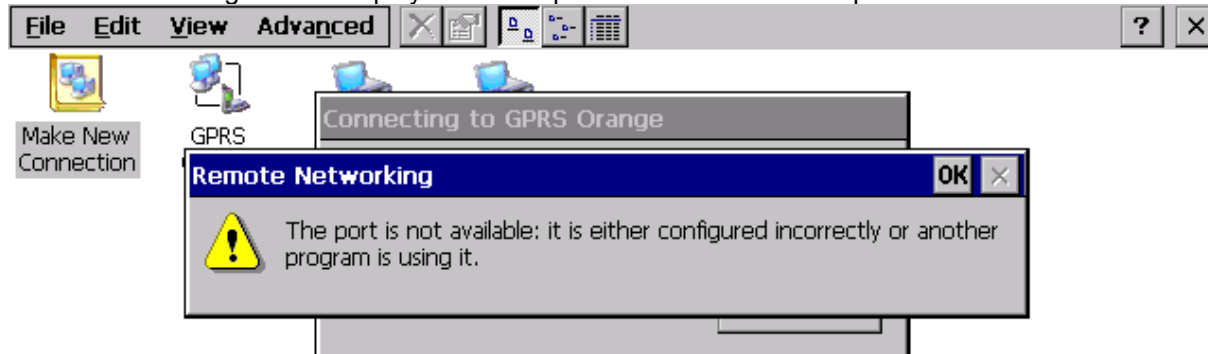 File Edit View Advanced ? ×
Make New
Connection
GPRS
Connecting to GPRS Orange
Remote Networking OK ×
The port is not available: it is either configured incorrectly or another
program is using it.